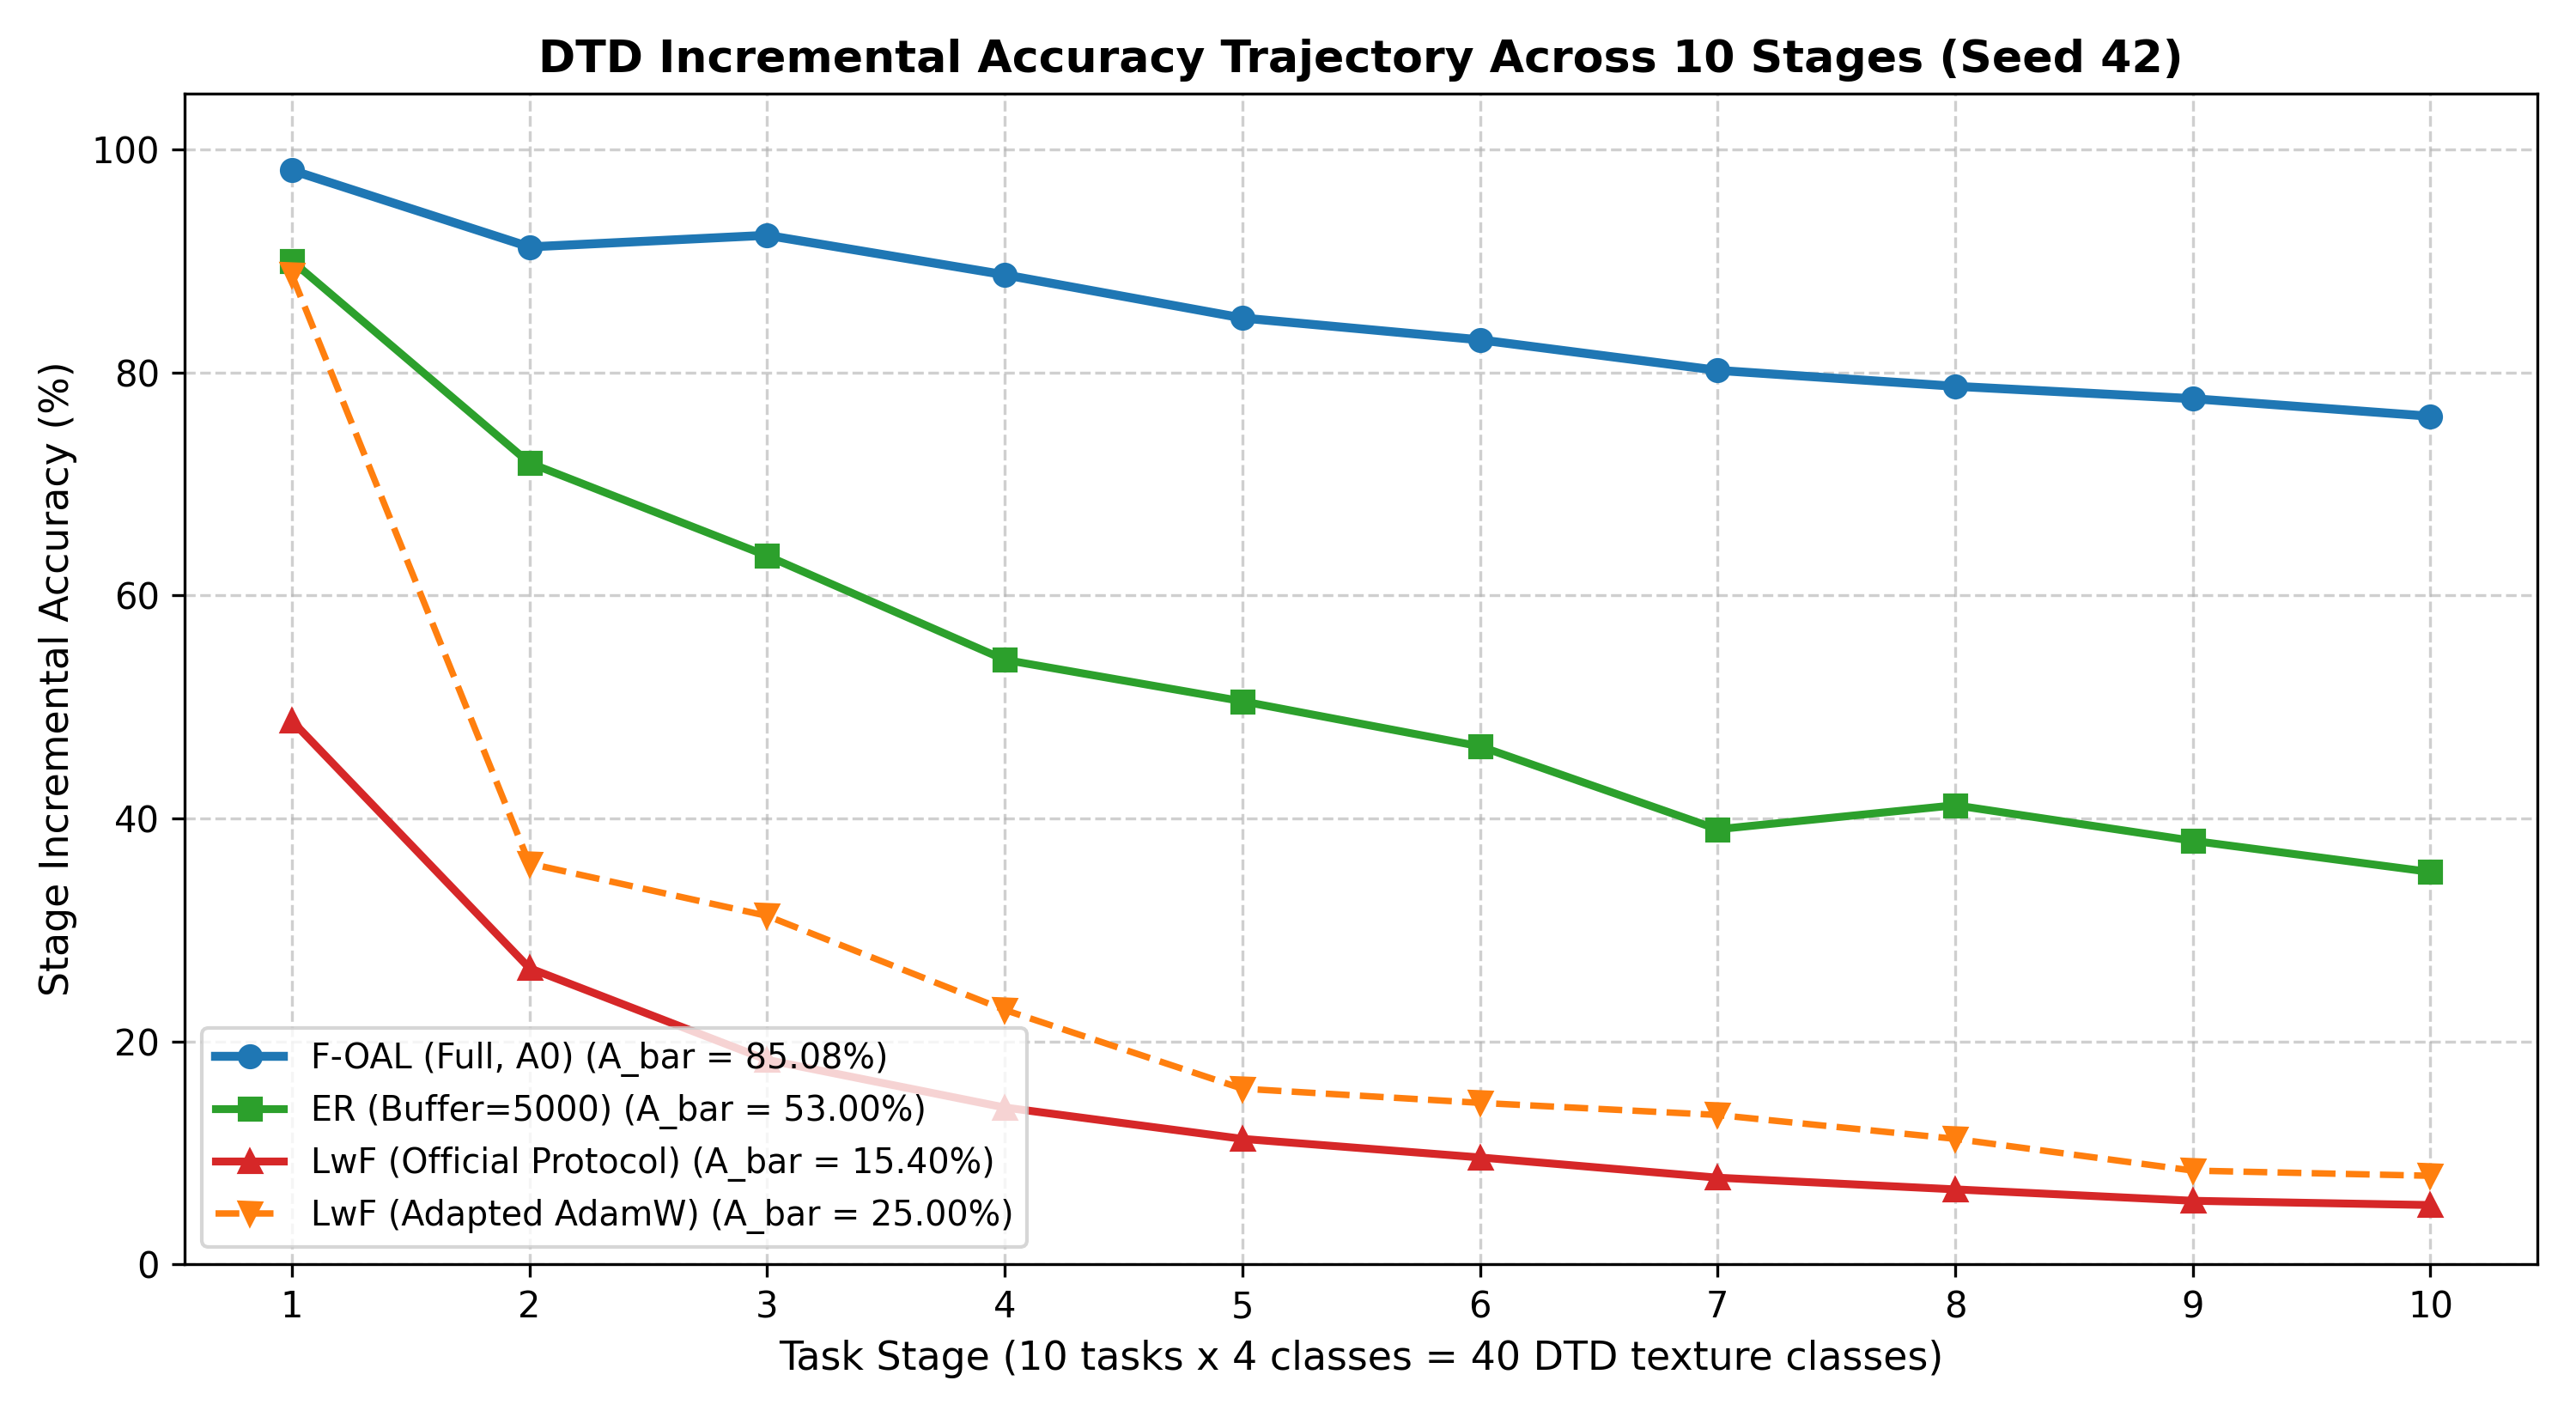 DTD Incremental Accuracy Trajectory Across 10 Stages (Seed 42)
Stage Incremental Accuracy (%)
100
80
60
40
20
0
F-OAL (Full, A0) (A_bar = 85.08%)
ER (Buffer=5000) (A_bar = 53.00%)
LwF (Official Protocol) (A_bar = 15.40%)
LwF (Adapted AdamW) (A_bar = 25.00%)
1 2 3 4 5 6 7 8 9 10
Task Stage (10 tasks x 4 classes = 40 DTD texture classes)